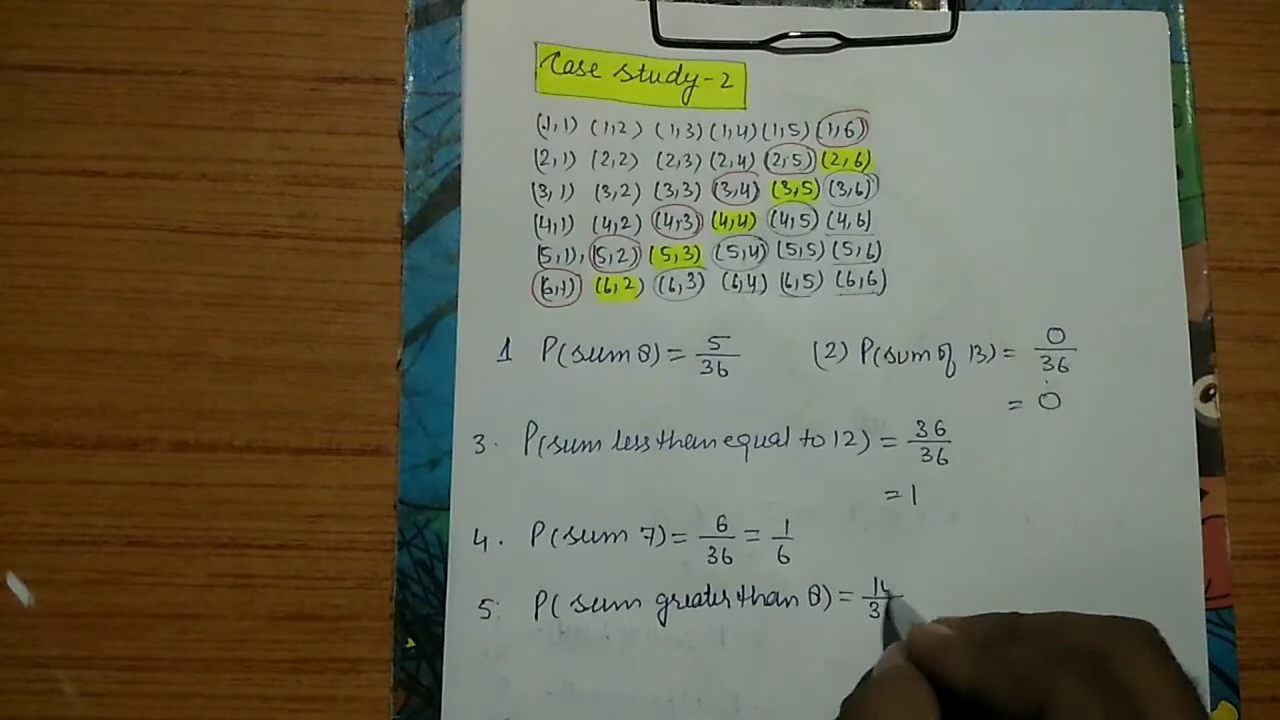 Case study-2
(1,1) (1,2) (1,3) (1,4) (1,5) (1,6)
(2,1) (2,2) (2,3) (2,4) (2,5) (2,6)
(3,1) (3,2) (3,3) (3,4) (3,5) (3,6)
(4,1) (4,2) (4,3) (4,4) (4,5) (4,6)
(5,1), (5,2) (5,3) (5,4) (5,5) (5,6)
(6,1) (6,2) (6,3) (6,4) (6,5) (6,6)
1 P(sum 8) = 5/36 (2) P(sum of 13) = 0/36
= 0
3. P(sum less then equal to 12) = 36/36
= 1
4. P(sum 7) = 6/36 = 1/6
5. P( sum greater than 8) =